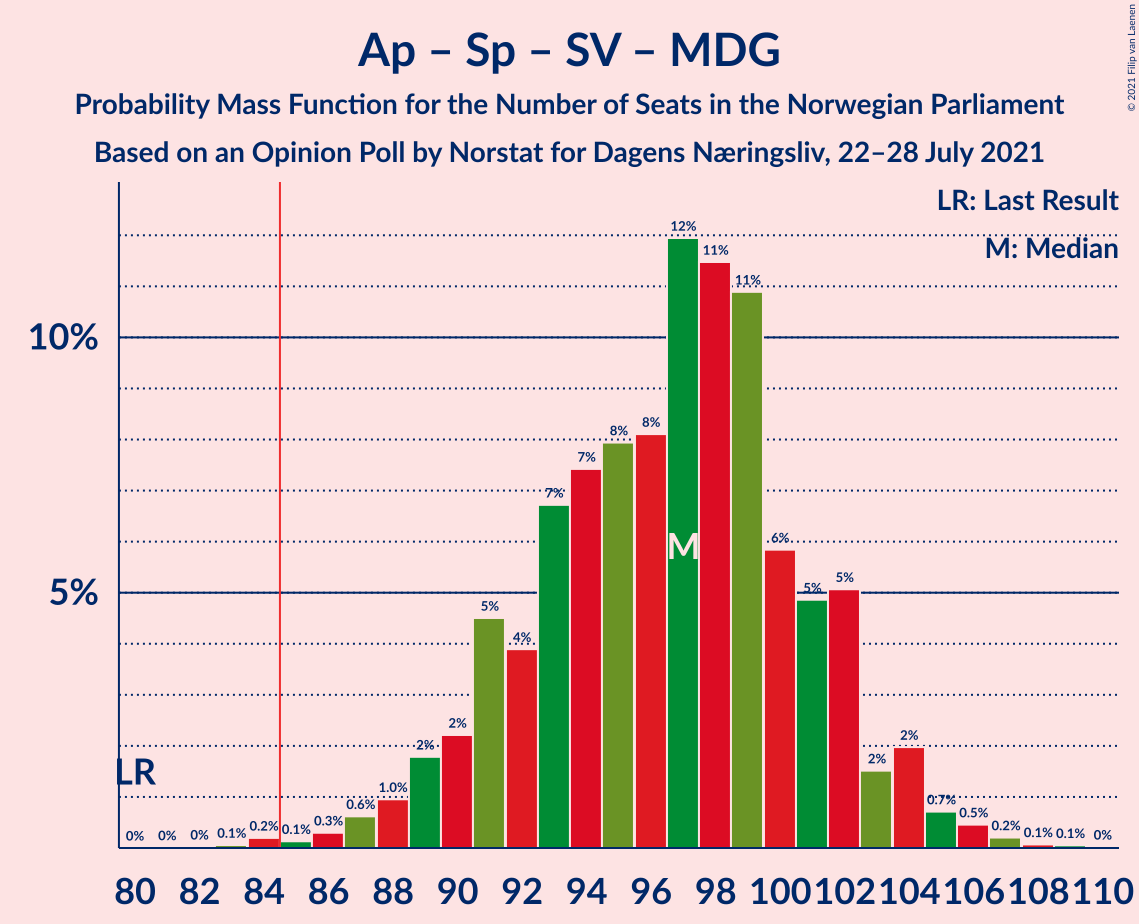 Ap – Sp – SV – MDG
Probability Mass Function for the Number of Seats in the Norwegian Parliament
Based on an Opinion Poll by Norstat for Dagens Næringsliv, 22–28 July 2021
© 2021 Filip van Laenen
LR: Last Result
M: Median
10%
5%
LR
M
0% 0% 0% 0.1% 0.2% 0.1% 0.3% 0.6% 1.0% 2% 2% 5% 4% 7% 7% 8% 8% 12% 11% 11% 6% 5% 5% 2% 2% 0.7% 0.5% 0.2% 0.1% 0.1% 0%
80 82 84 86 88 90 92 94 96 98 100 102 104 106 108 110